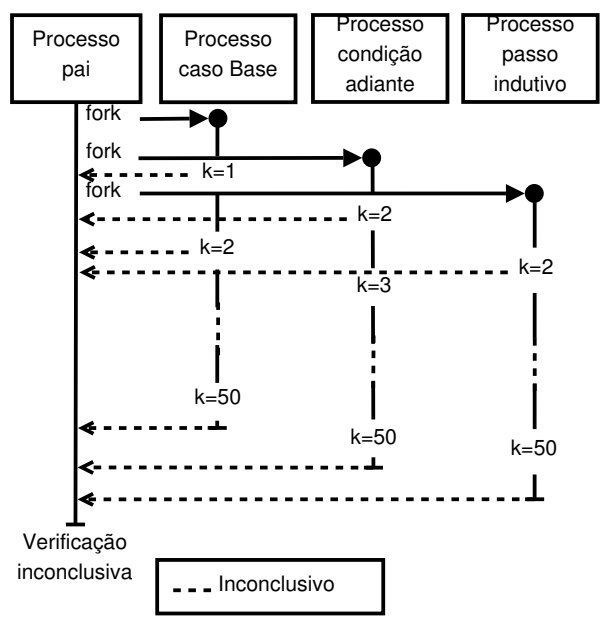 Processo
pai
Processo
caso Base
Processo
condição
adiante
Processo
passo
indutivo
fork
fork
k=1
fork
k=2
k=2
k=2
k=3
k=50
k=50
k=50
Verificação
inconclusiva
Inconclusivo